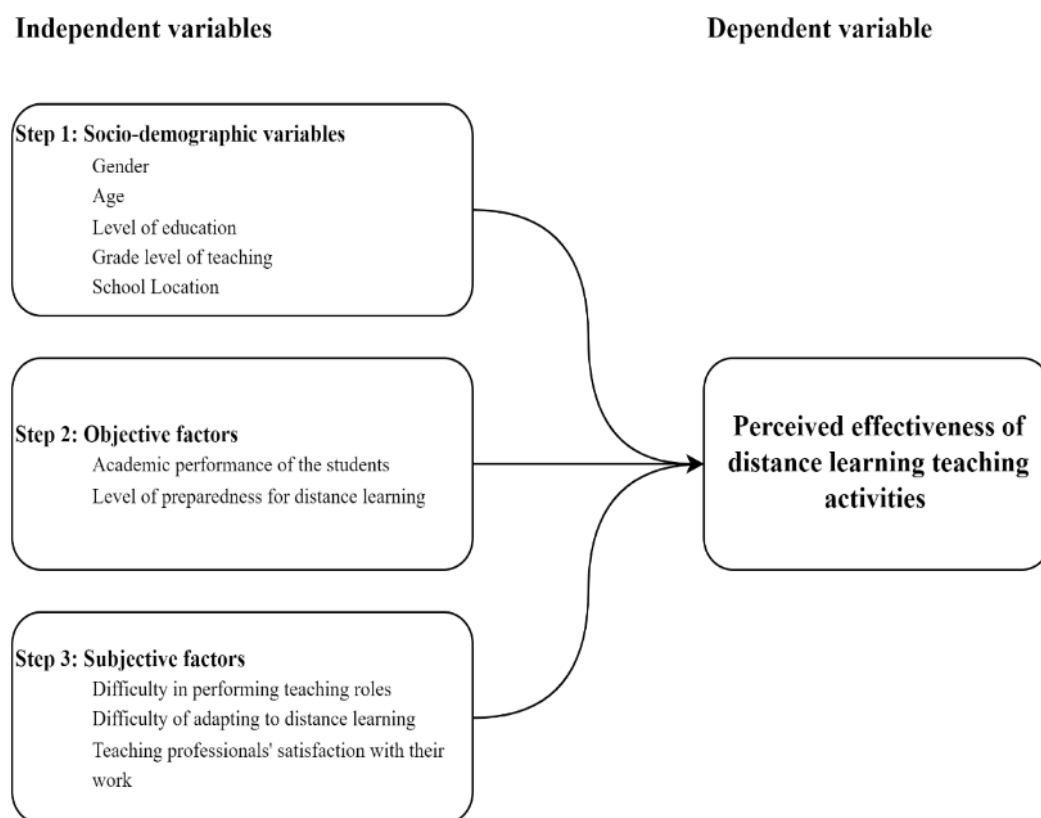 Independent variables
Dependent variable
Step 1: Socio-demographic variables
Gender
Age
Level of education
Grade level of teaching
School Location
Step 2: Objective factors
Academic performance of the students
Level of preparedness for distance learning
Step 3: Subjective factors
Difficulty in performing teaching roles
Difficulty of adapting to distance learning
Teaching professionals' satisfaction with their
work
Perceived effectiveness of
distance learning teaching
activities